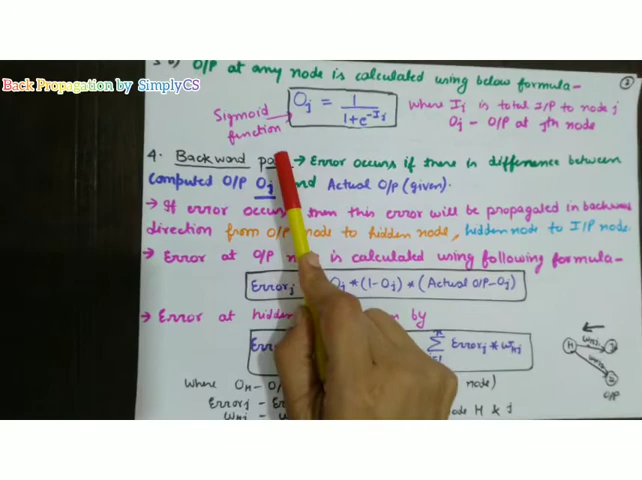 Back Propagation by SimplyCS
O/P at any node is calculated using below formula-
2
Sigmoid function
Oj = 1 / 1+e^-Ij
where Ij is total I/P to node j
Oj - O/P at jth node
4. Backward → Error occurs if there is difference between
computed O/P Oj Actual O/P (given).
→ If error occurs then this error will be propagated in backward
direction from O/P node to hidden node, hidden node to I/P node.
→ Error at O/P is calculated using following formula-
Errorj Oj * (1-Oj) * (Actual O/P-Oj)
→ Error at hidden by
Σ Errorj * WHj
H
O/P
where OH - node)
Errorj -
WHj - H & j